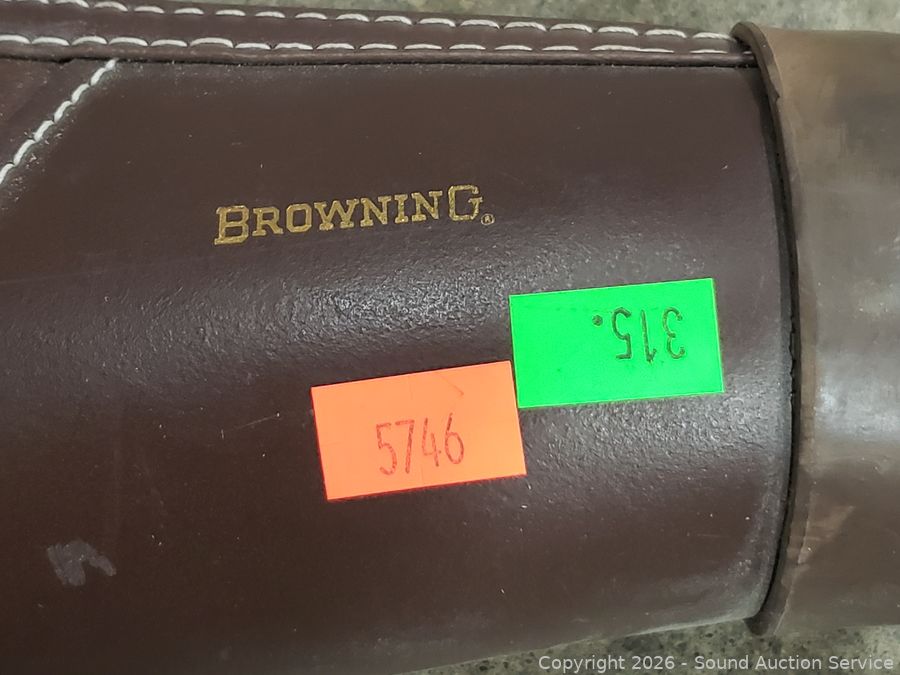 BROWNING®
315.
5746
Copyright 2026 - Sound Auction Service